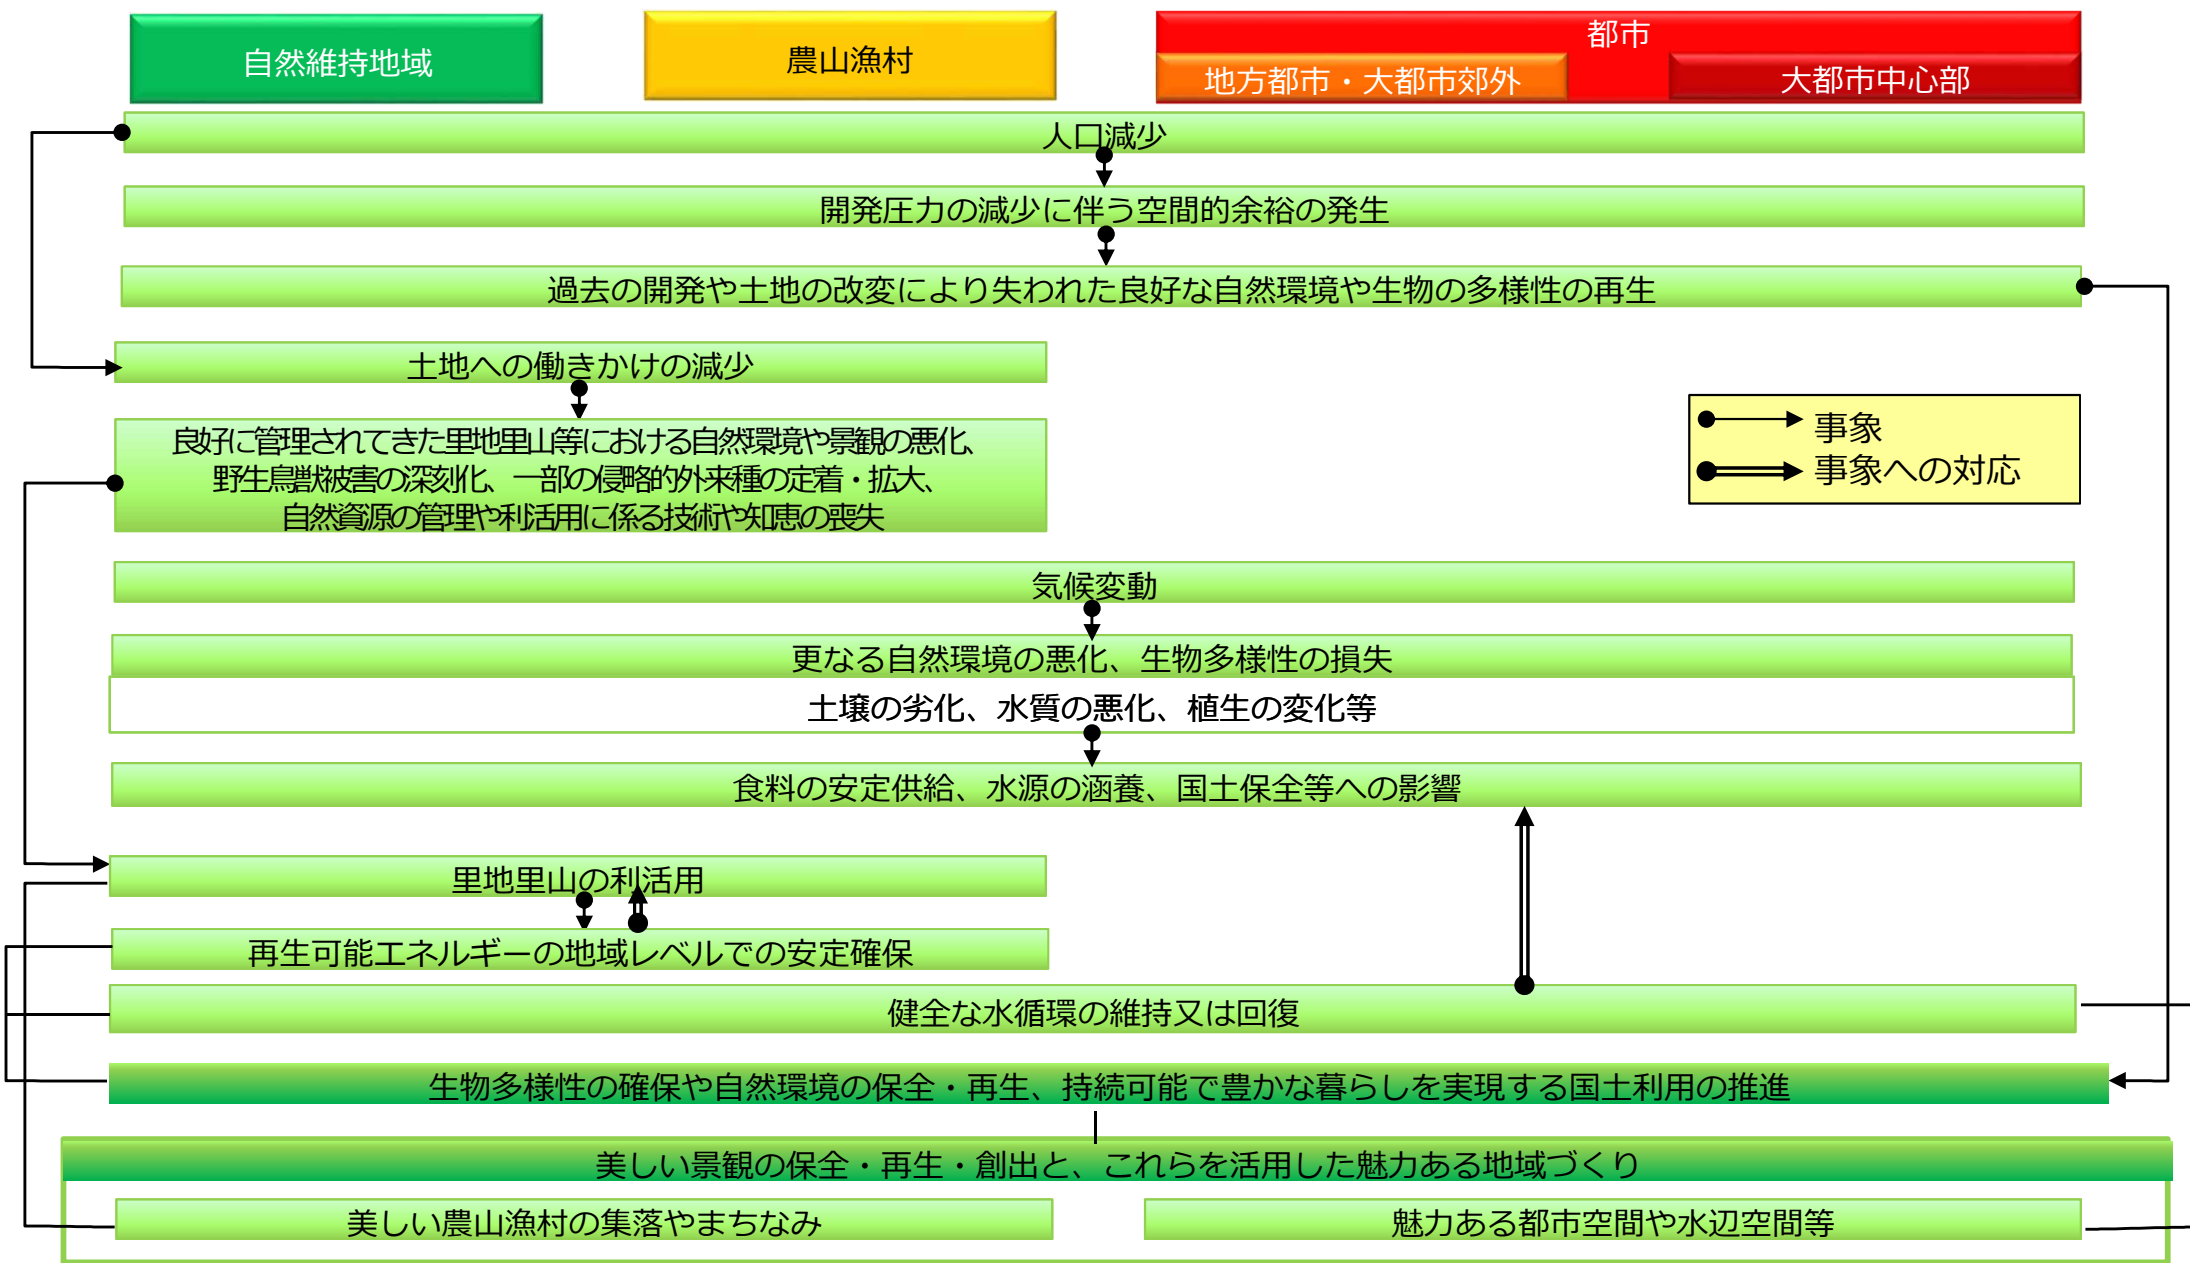 自然維持地域
農山漁村
都市
地方都市・大都市郊外
大都市中心部
人口減少
開発圧力の減少に伴う空間的余裕の発生
過去の開発や土地の改変により失われた良好な自然環境や生物の多様性の再生
土地への働きかけの減少
良好に管理されてきた里地里山等における自然環境や景観の悪化、
野生鳥獣被害の深刻化、一部の侵略的外来種の定着・拡大、
自然資源の管理や利活用に係る技術や知恵の喪失
事象
事象への対応
気候変動
更なる自然環境の悪化、生物多様性の損失
土壌の劣化、水質の悪化、植生の変化等
食料の安定供給、水源の涵養、国土保全等への影響
里地里山の利活用
再生可能エネルギーの地域レベルでの安定確保
健全な水循環の維持又は回復
生物多様性の確保や自然環境の保全・再生、持続可能で豊かな暮らしを実現する国土利用の推進
美しい景観の保全・再生・創出と、これらを活用した魅力ある地域づくり
美しい農山漁村の集落やまちなみ
魅力ある都市空間や水辺空間等